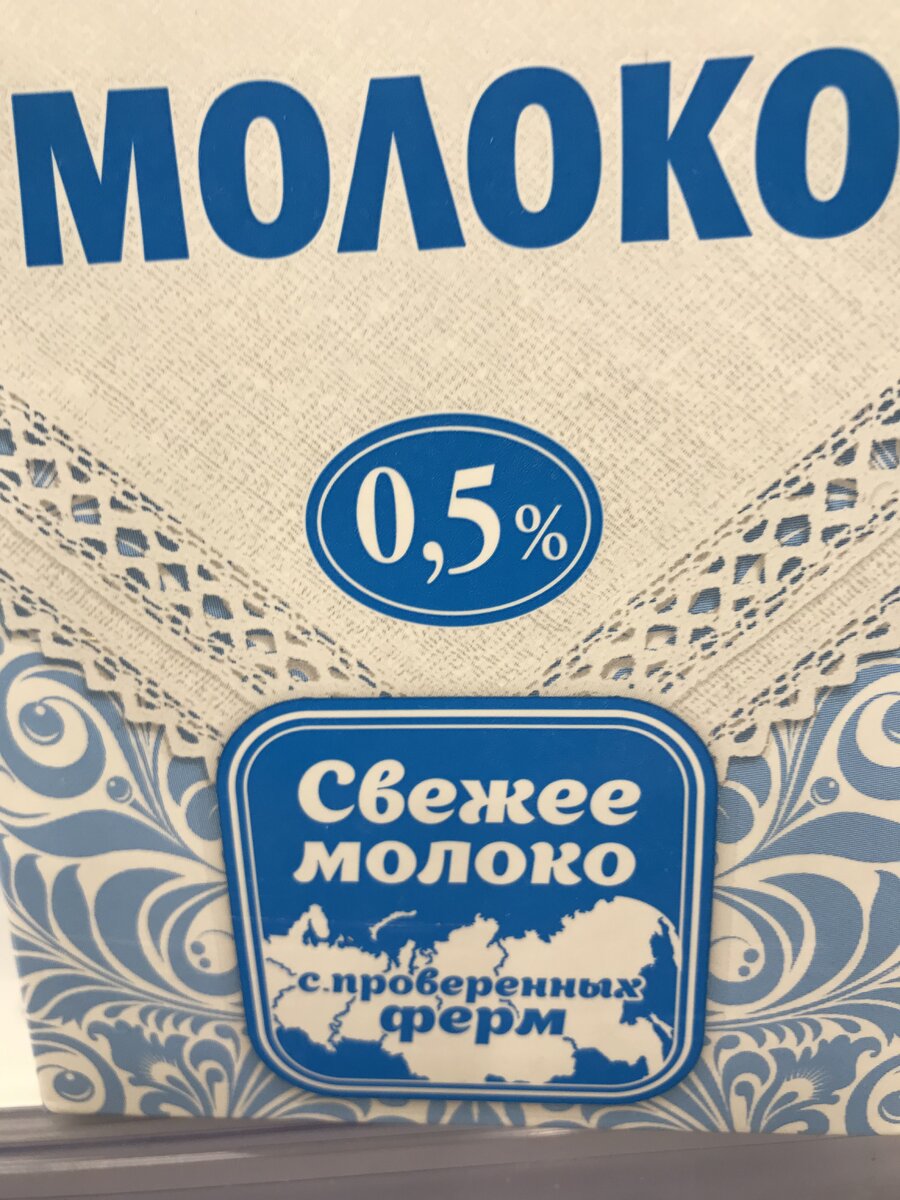 МОЛОКО
0,5%
Свежее
молоко
с проверенных
ферм